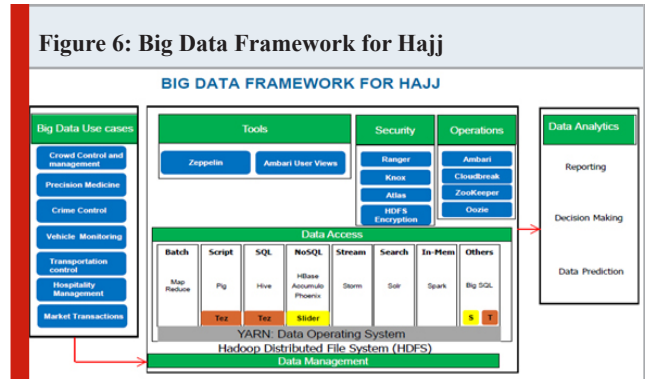 Figure 6: Big Data Framework for Hajj
BIG DATA FRAMEWORK FOR HAJJ
Big Data Use cases
Crowd Control and
management
Precision Medicine
Crime Control
Vehicle Monitoring
Transportation
control
Hospitality
Management
Market Transactions
Tools
Zeppelin
Ambari User Views
Security
Ranger
Knox
Atlas
HDFS
Encryption
Operations
Ambari
Cloudbreak
ZooKeeper
Oozie
Data Access
Batch
Map
Reduce
Script
Pig
Tez
SQL
Hive
Tez
NoSQL
HBase
Accumulo
Phoenix
Slider
Stream
Storm
Search
Solr
In-Mem
Spark
Others
Big SQL
S T
YARN: Data Operating System
Hadoop Distributed File System (HDFS)
Data Management
Data Analytics
Reporting
Decision Making
Data Prediction